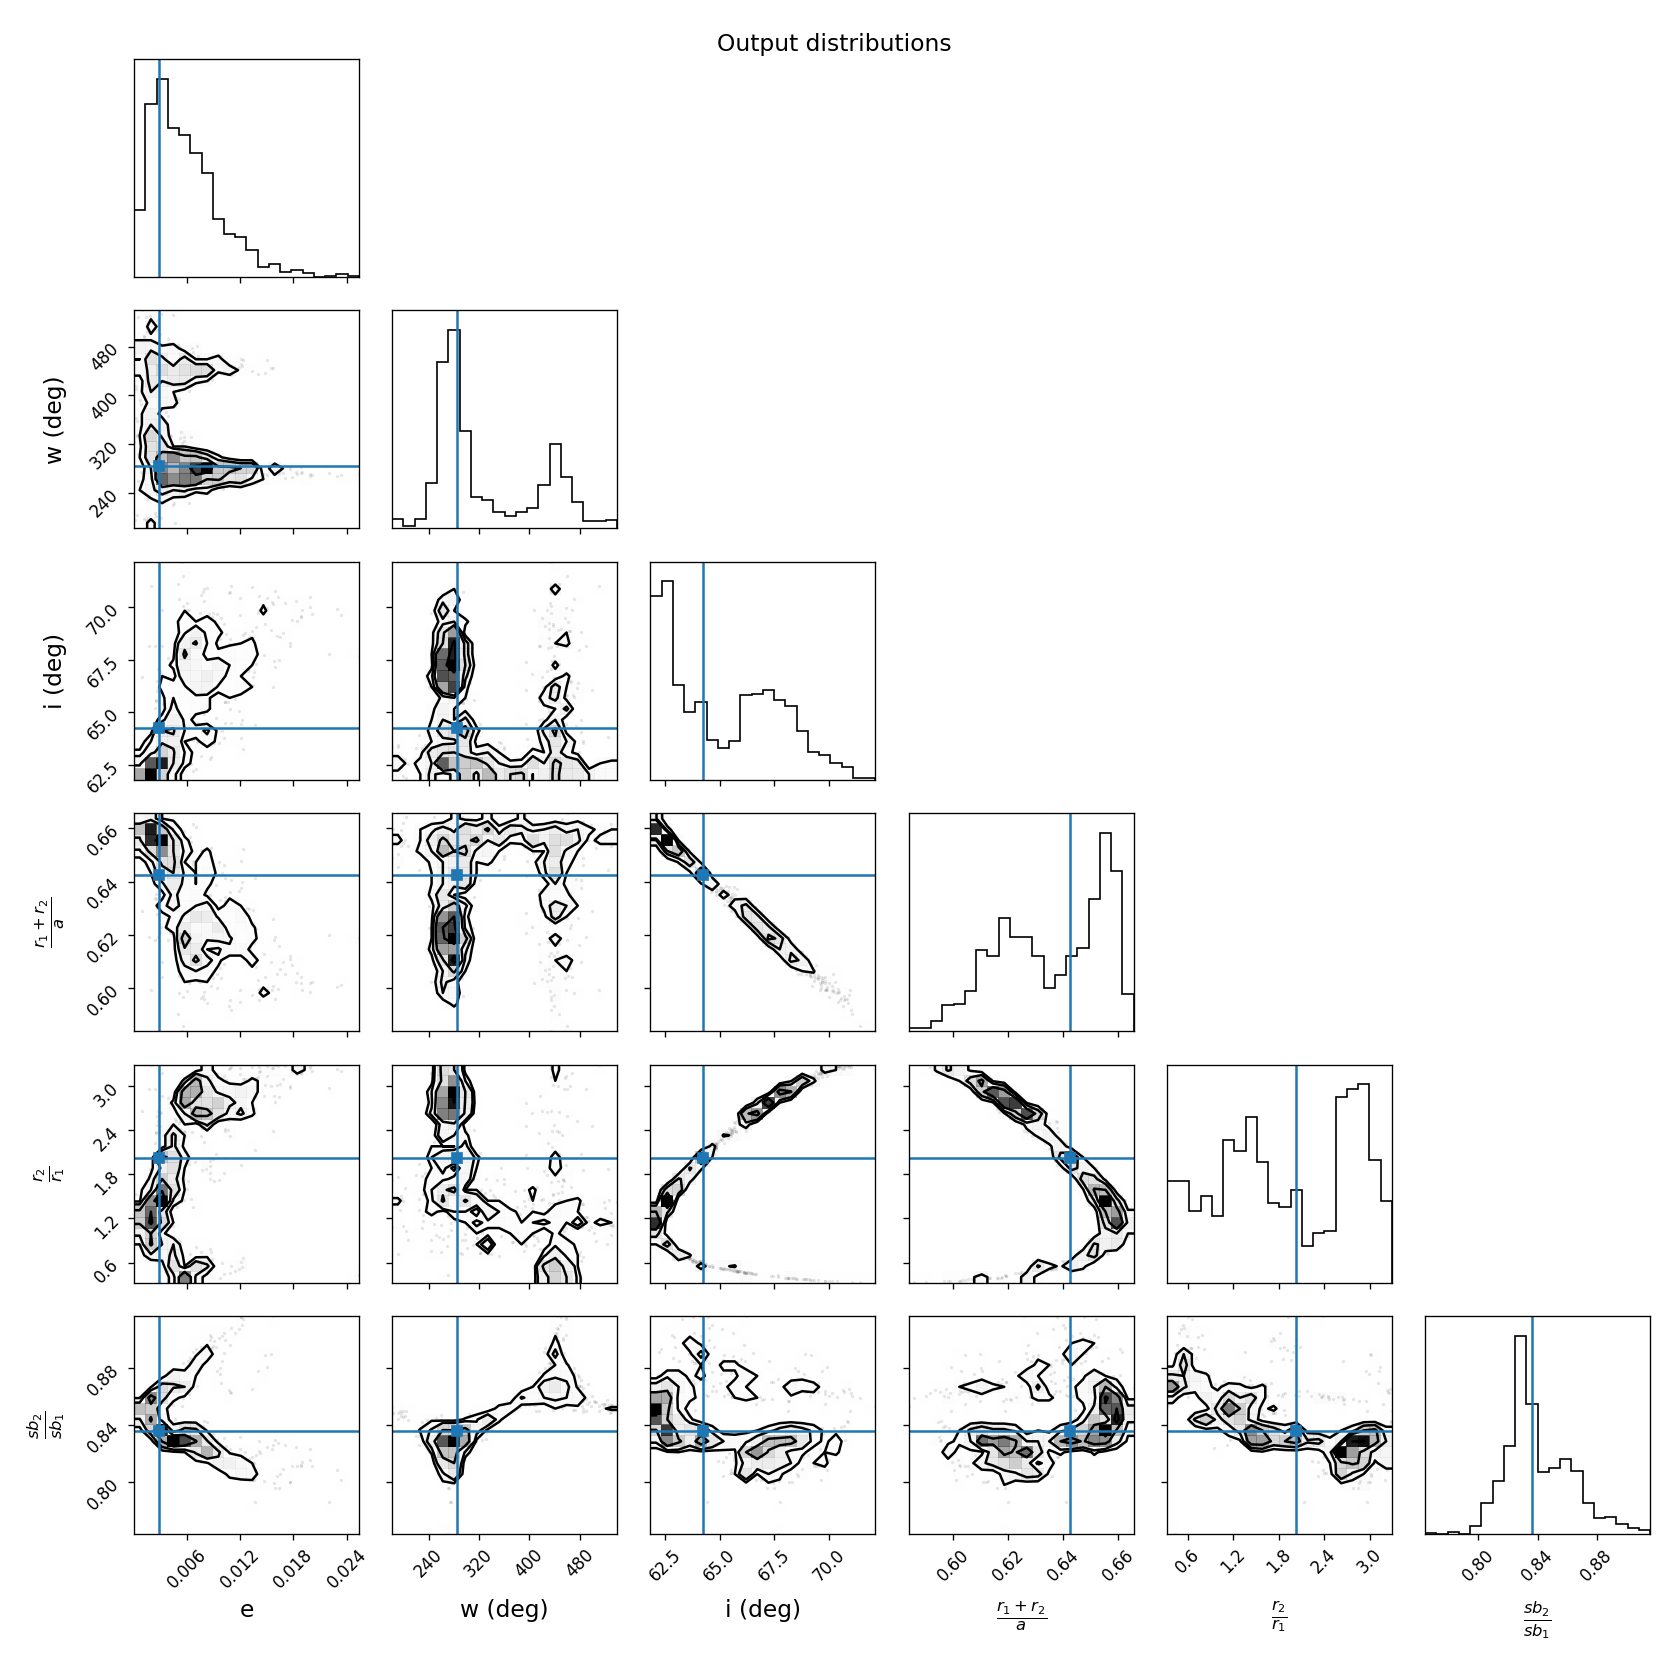 Output distributions
w (deg)
480
400
320
240
i (deg)
70.0
67.5
65.0
62.5
r₁ + r₂
a
0.66
0.64
0.62
0.60
r₂
r₁
3.0
2.4
1.8
1.2
0.6
sb₂
sb₁
0.88
0.84
0.80
0.006 0.012 0.018 0.024 240 320 400 480 62.5 65.0 67.5 70.0 0.60 0.62 0.64 0.66 0.6 1.2 1.8 2.4 3.0 0.80 0.84 0.88
e w (deg) i (deg)
r₁ + r₂
a
r₂
r₁
sb₂
sb₁